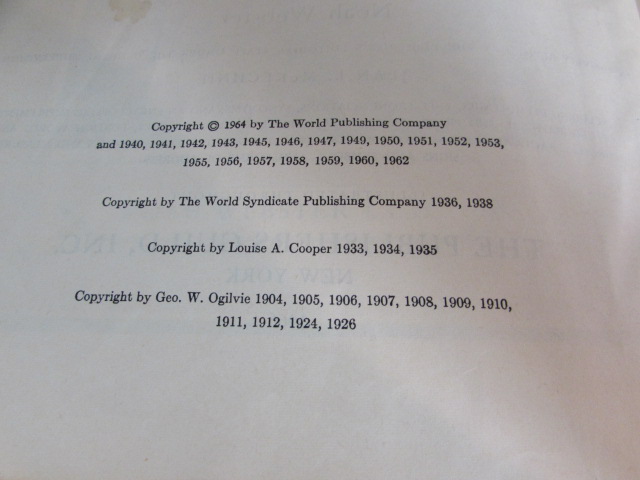 Copyright © 1964 by The World Publishing Company
and 1940, 1941, 1942, 1943, 1945, 1946, 1947, 1949, 1950, 1951, 1952, 1953,
1955, 1956, 1957, 1958, 1959, 1960, 1962
Copyright by The World Syndicate Publishing Company 1936, 1938
Copyright by Louise A. Cooper 1933, 1934, 1935
Copyright by Geo. W. Ogilvie 1904, 1905, 1906, 1907, 1908, 1909, 1910,
1911, 1912, 1924, 1926